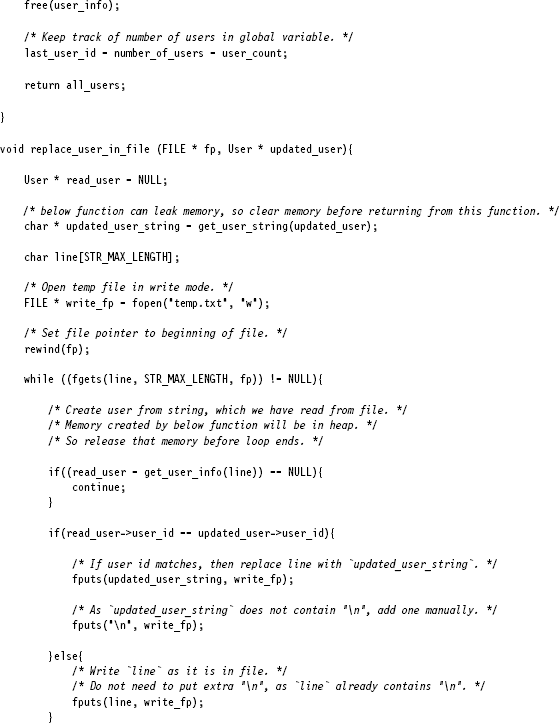 free(user_info);
/* Keep track of number of users in global variable. */
last_user_id = number_of_users = user_count;
return all_users;
}
void replace_user_in_file (FILE * fp, User * updated_user){
User * read_user = NULL;
/* below function can leak memory, so clear memory before returning from this function. */
char * updated_user_string = get_user_string(updated_user);
char line[STR_MAX_LENGTH];
/* Open temp file in write mode. */
FILE * write_fp = fopen("temp.txt", "w");
/* Set file pointer to beginning of file. */
rewind(fp);
while ((fgets(line, STR_MAX_LENGTH, fp)) != NULL){
/* Create user from string, which we have read from file. */
/* Memory created by below function will be in heap. */
/* So release that memory before loop ends. */
if((read_user = get_user_info(line)) == NULL){
continue;
}
if(read_user->user_id == updated_user->user_id){
/* If user id matches, then replace line with `updated_user_string`. */
fputs(updated_user_string, write_fp);
/* As `updated_user_string` does not contain "\n", add one manually. */
fputs("\n", write_fp);
}else{
/* Write `line` as it is in file. */
/* Do not need to put extra "\n", as `line` already contains "\n". */
fputs(line, write_fp);
}